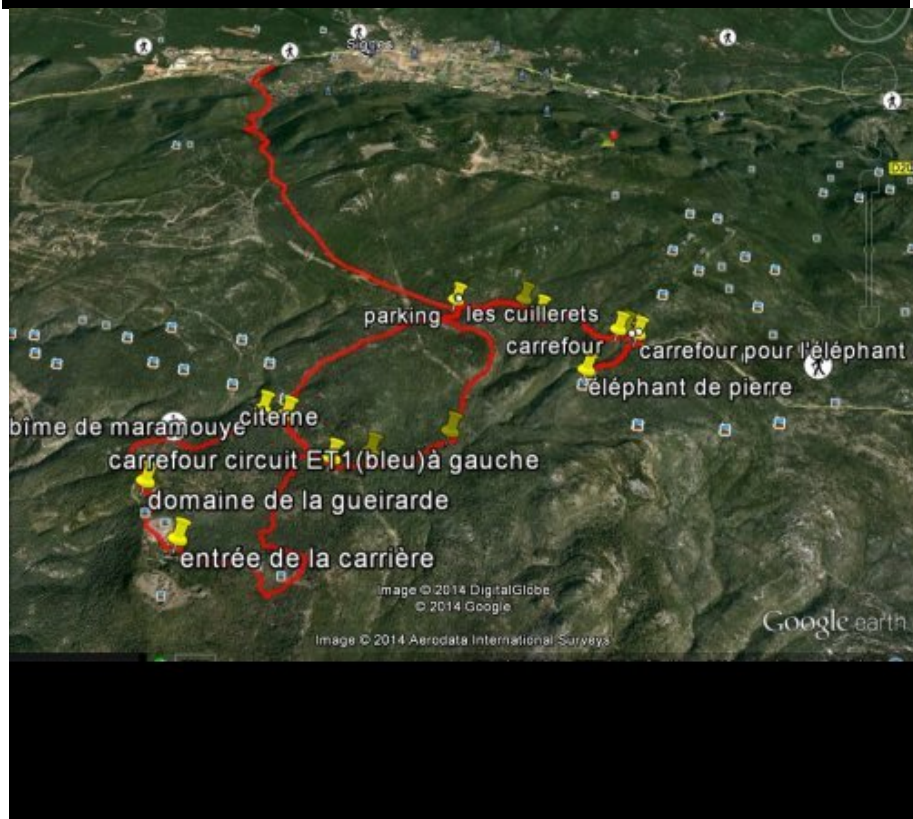 Signes
D20
parking
les cuillerets
carrefour
carrefour pour l'éléphant
éléphant de pierre
citerne
bîme de maramouye
carrefour circuit ET1(bleu)à gauche
domaine de la gueirarde
entrée de la carrière
Image © 2014 DigitalGlobe
© 2014 Google
Image © 2014 Aerodata International Surveys
Google earth